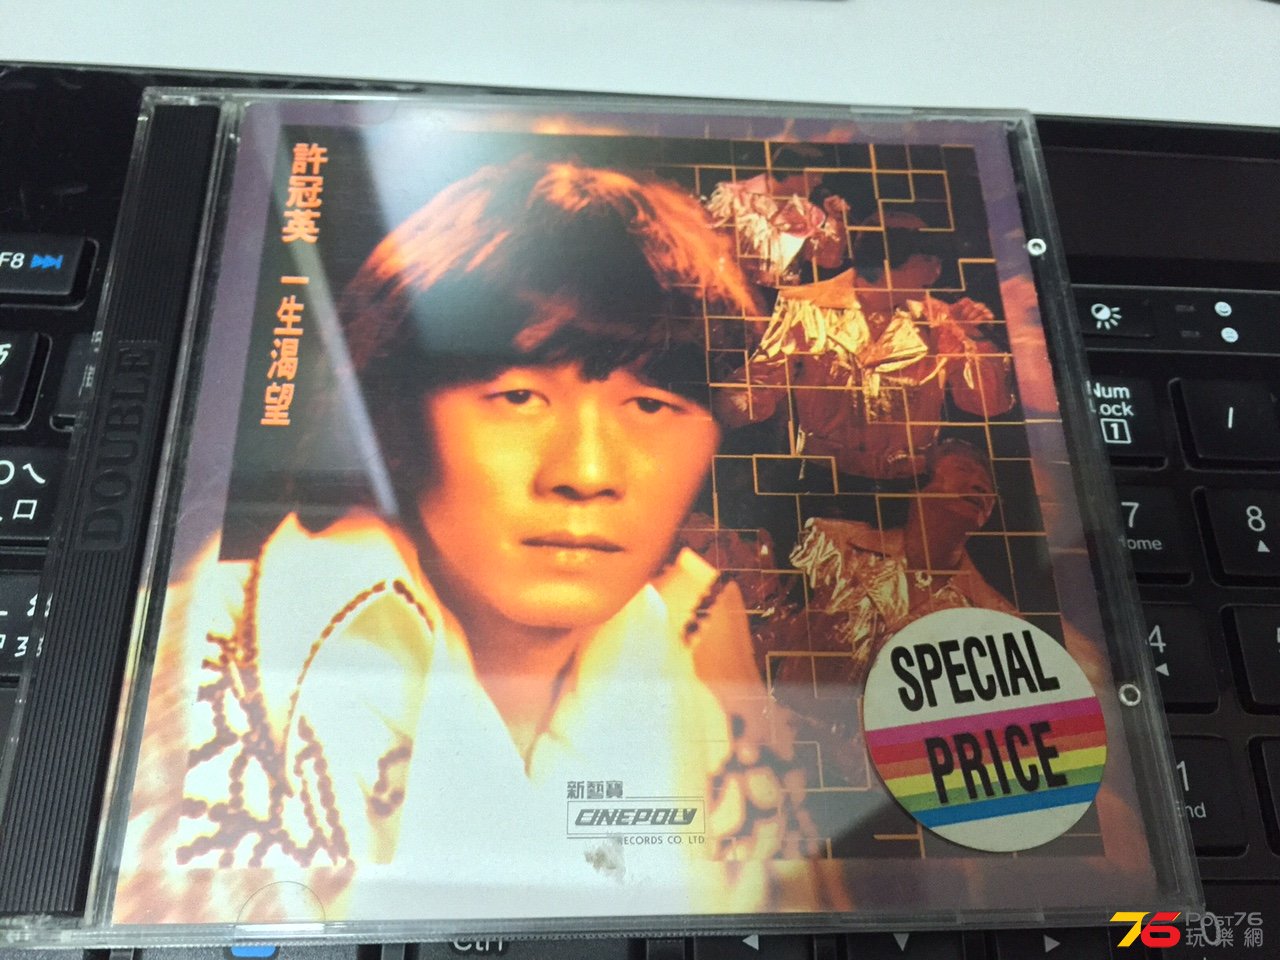 許冠英
一生渴望
DOUBLE
SPECIAL
PRICE
新藝寶
CINEPOLY
RECORDS CO. LTD.
F8
Num
Lock
1
/
7
Home
8
4
1
Ctrl
0
76
POST76
玩樂網